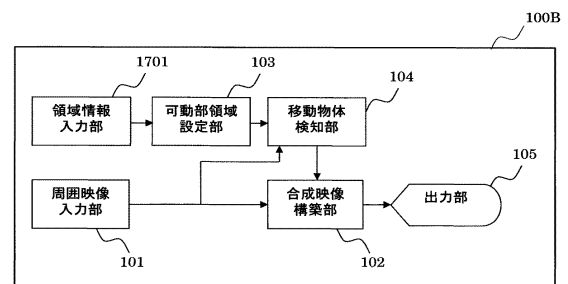 100B
1701
103
104
領域情報
入力部
可動部領域
設定部
移動物体
検知部
105
周囲映像
入力部
合成映像
構築部
出力部
101
102